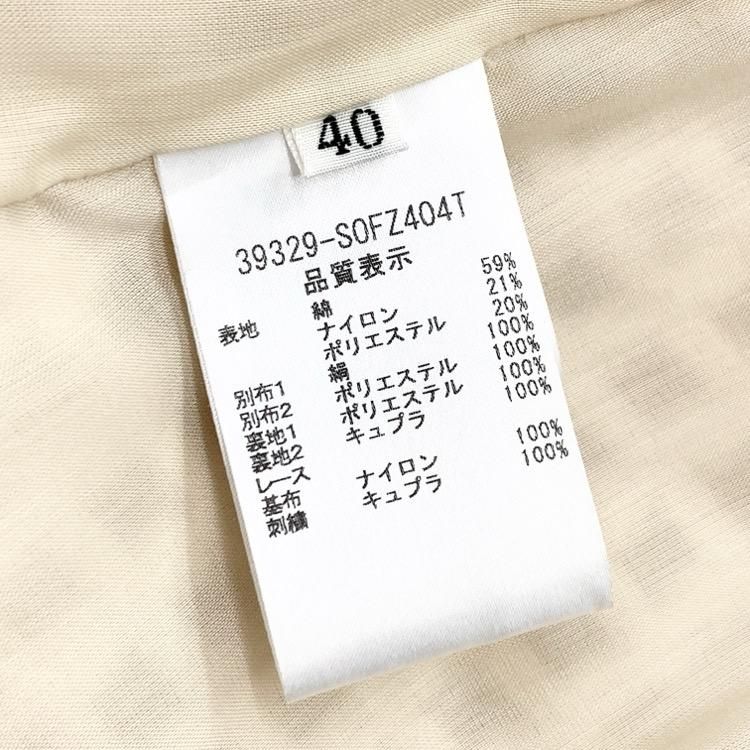 40
39329-SOFZ404T
品質表示
表地 綿 59%
ナイロン 21%
ポリエステル 20%
別布1 絹 100%
別布2 ポリエステル 100%
裏地1 ポリエステル 100%
裏地2 キュプラ 100%
レース
基布 ナイロン 100%
刺繍 キュプラ 100%